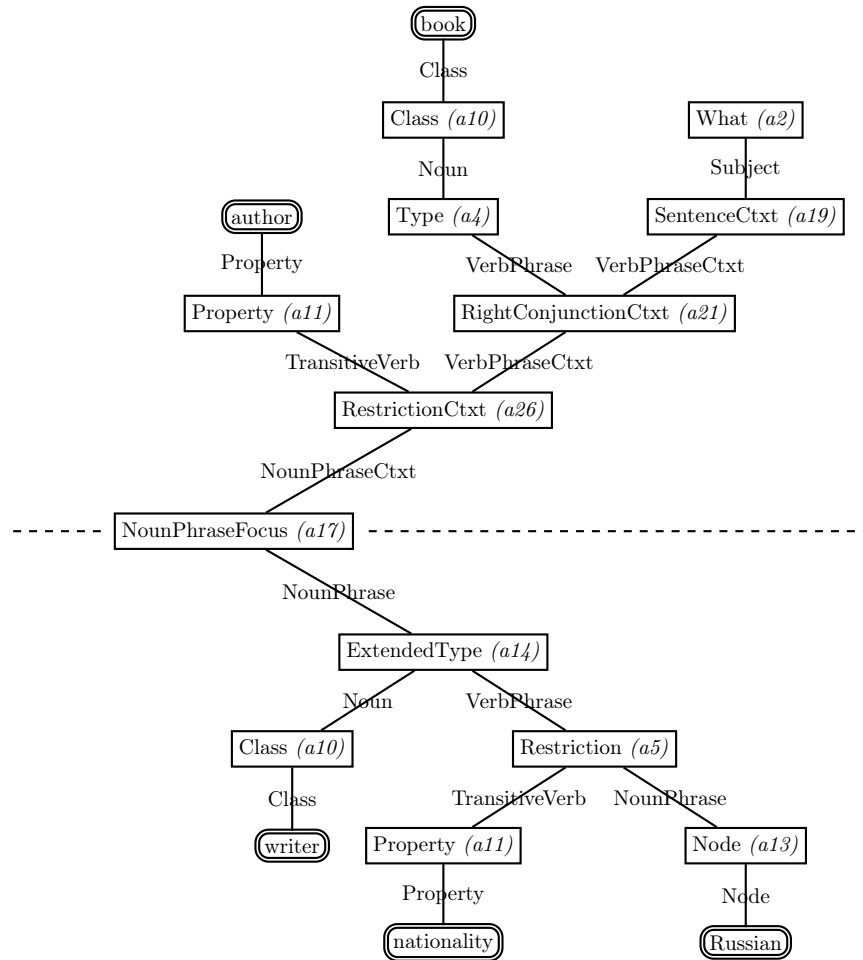 book
Class
Class (a10)
What (a2)
Noun
Subject
author
Type (a4)
SentenceCtxt (a19)
Property
VerbPhrase
VerbPhraseCtxt
Property (a11)
RightConjunctionCtxt (a21)
TransitiveVerb
VerbPhraseCtxt
RestrictionCtxt (a26)
NounPhraseCtxt
NounPhraseFocus (a17)
NounPhrase
ExtendedType (a14)
Noun
VerbPhrase
Class (a10)
Restriction (a5)
Class
TransitiveVerb
NounPhrase
writer
Property (a11)
Node (a13)
Property
Node
nationality
Russian